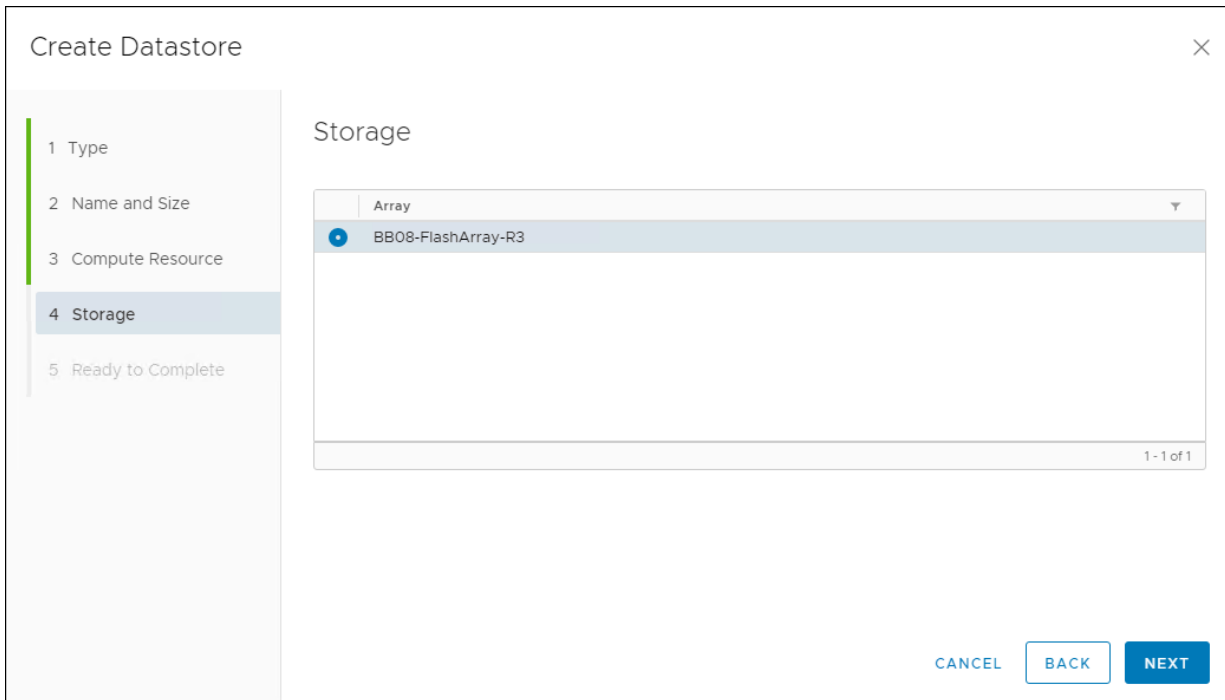 Create Datastore
1 Type
2 Name and Size
3 Compute Resource
4 Storage
5 Ready to Complete
Storage
Array
BB08-FlashArray-R3
1 - 1 of 1
CANCEL
BACK
NEXT